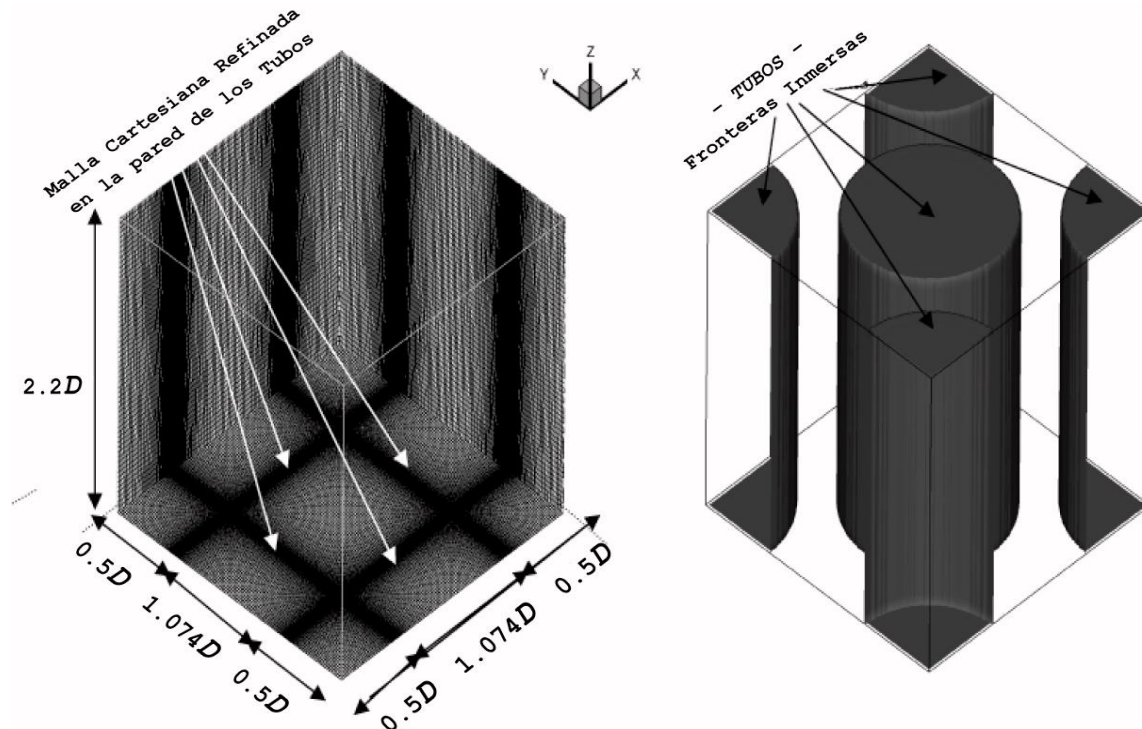 Malla Cartesiana Refinada
en la pared de los Tubos
Z
Y
X
2.2D
0.5D
1.074D
0.5D
0.5D
1.074D
0.5D
- TUBOS -
Fronteras Inmersas